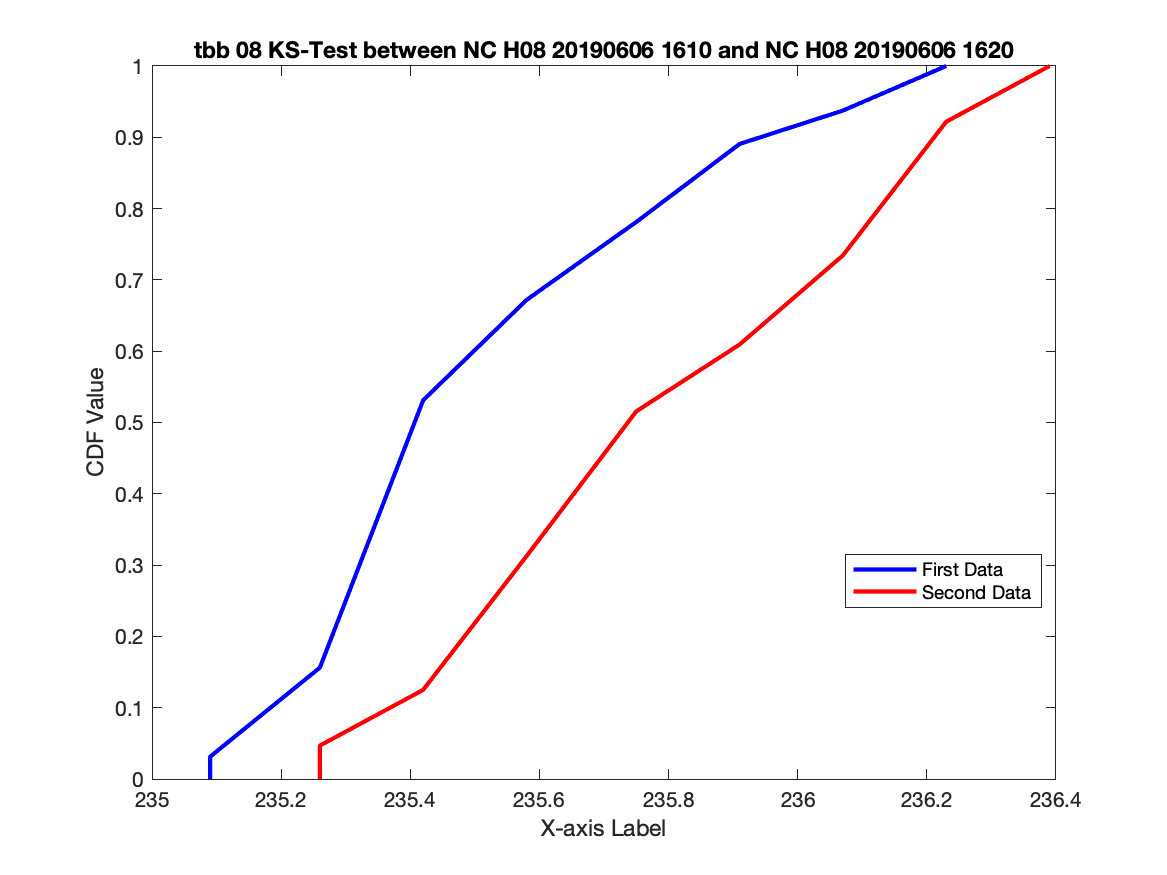 tbb 08 KS-Test between NC H08 20190606 1610 and NC H08 20190606 1620
1
0.9
0.8
0.7
0.6
0.5
0.4
0.3
0.2
0.1
0
CDF Value
First Data
Second Data
235 235.2 235.4 235.6 235.8 236 236.2 236.4
X-axis Label